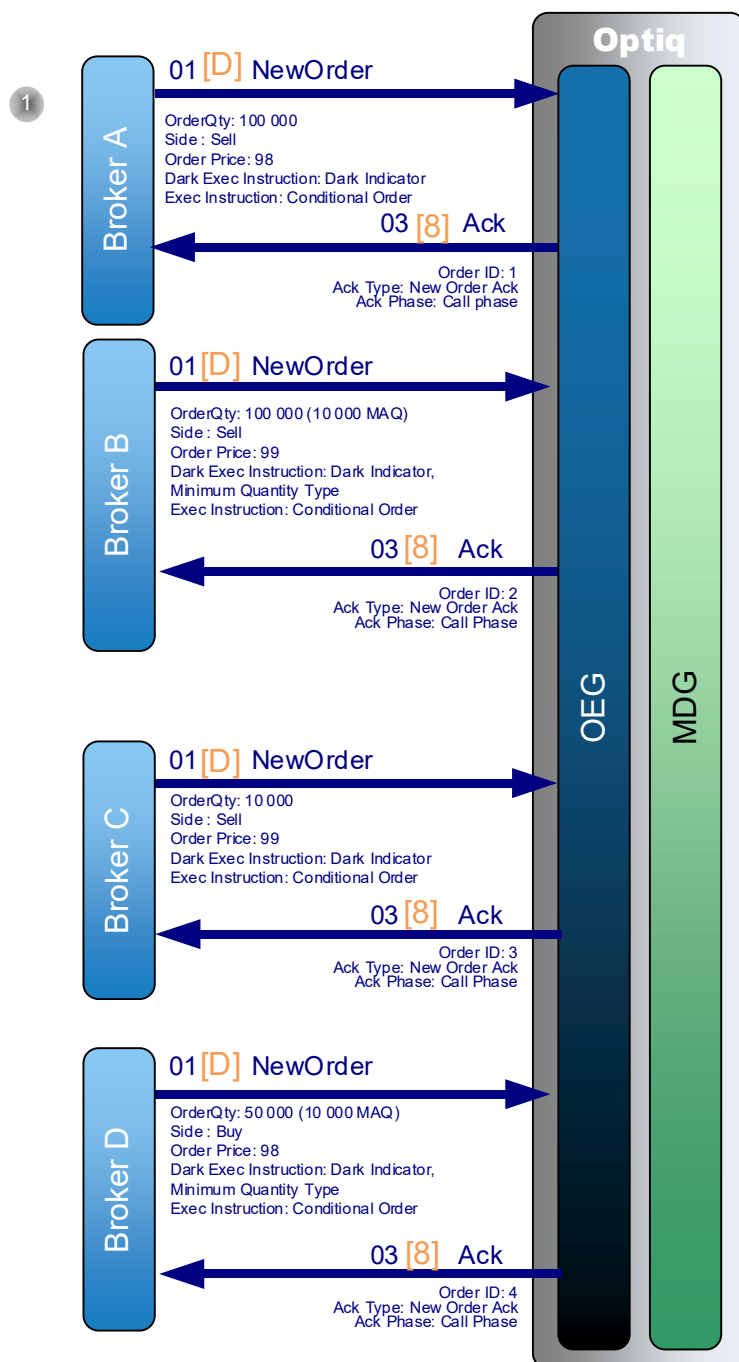 Optiq
1
Broker A
01 [D] NewOrder
OrderQty: 100 000
Side : Sell
Order Price: 98
Dark Exec Instruction: Dark Indicator
Exec Instruction: Conditional Order
03 [8] Ack
Order ID: 1
Ack Type: New Order Ack
Ack Phase: Call phase
Broker B
01 [D] NewOrder
OrderQty: 100 000 (10 000 MAQ)
Side : Sell
Order Price: 99
Dark Exec Instruction: Dark Indicator,
Minimum Quantity Type
Exec Instruction: Conditional Order
03 [8] Ack
Order ID: 2
Ack Type: New Order Ack
Ack Phase: Call Phase
OEG
MDG
Broker C
01 [D] NewOrder
OrderQty: 10 000
Side : Sell
Order Price: 99
Dark Exec Instruction: Dark Indicator
Exec Instruction: Conditional Order
03 [8] Ack
Order ID: 3
Ack Type: New Order Ack
Ack Phase: Call Phase
Broker D
01 [D] NewOrder
OrderQty: 50 000 (10 000 MAQ)
Side : Buy
Order Price: 98
Dark Exec Instruction: Dark Indicator,
Minimum Quantity Type
Exec Instruction: Conditional Order
03 [8] Ack
Order ID: 4
Ack Type: New Order Ack
Ack Phase: Call Phase